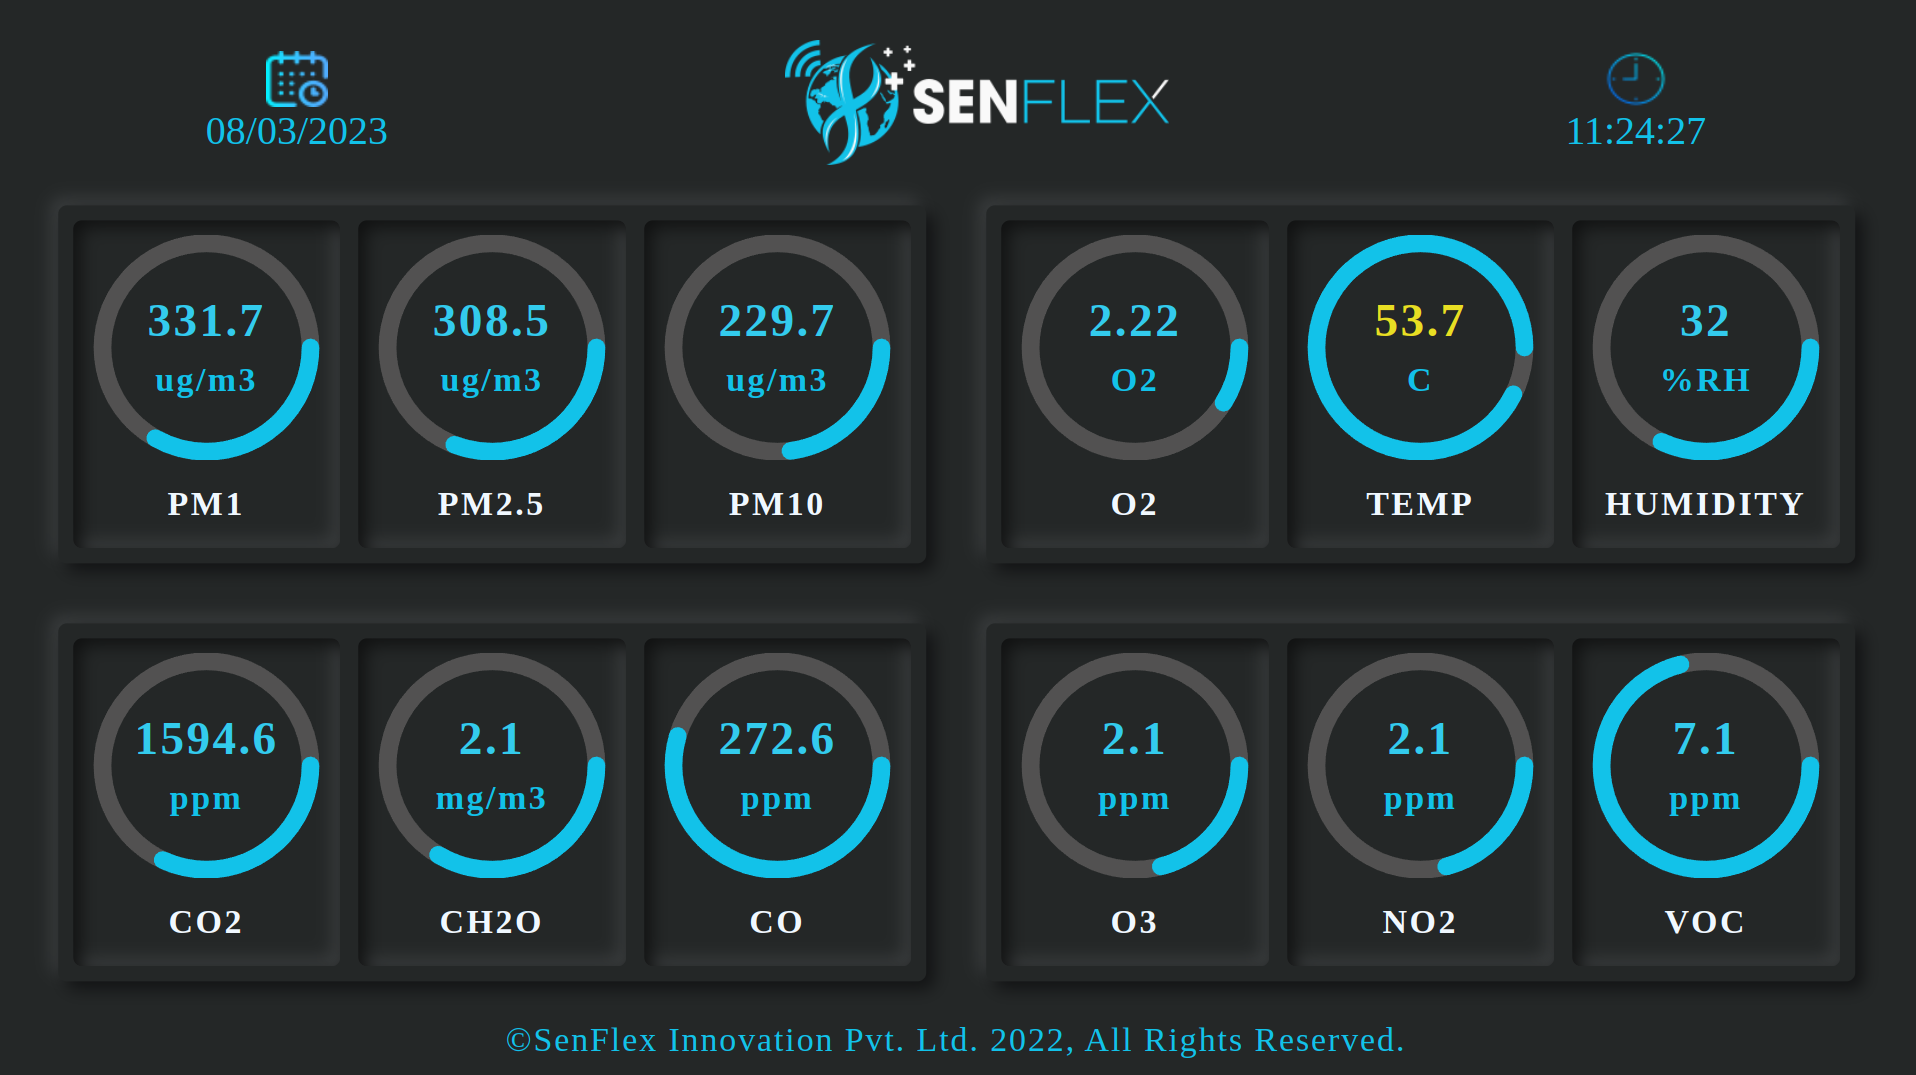 08/03/2023
SENFLEX
11:24:27
331.7
ug/m3
PM1
308.5
ug/m3
PM2.5
229.7
ug/m3
PM10
2.22
O2
O2
53.7
C
TEMP
32
%RH
HUMIDITY
1594.6
ppm
CO2
2.1
mg/m3
CH2O
272.6
ppm
CO
2.1
ppm
O3
2.1
ppm
NO2
7.1
ppm
VOC
©SenFlex Innovation Pvt. Ltd. 2022, All Rights Reserved.